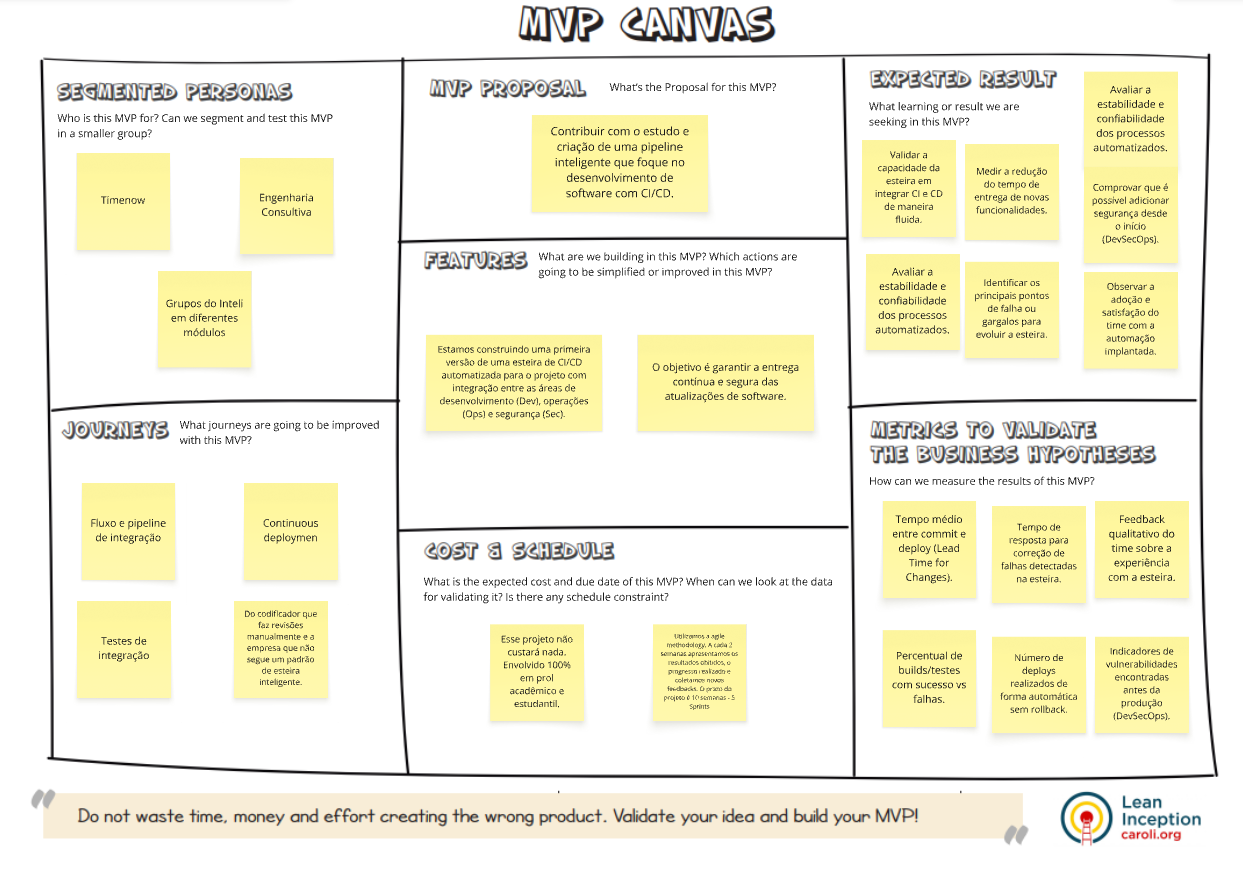 MVP CANVAS
SEGMENTED PERSONAS
Who is this MVP for? Can we segment and test this MVP
in a smaller group?
Timenow
Engenharia
Consultiva
Grupos do Inteli
em diferentes
módulos
MVP PROPOSAL
What's the Proposal for this MVP?
Contribuir com o estudo e
criação de uma pipeline
inteligente que foque no
desenvolvimento de
software com CI/CD.
EXPECTED RESULT
What learning or result we are
seeking in this MVP?
Avaliar a
estabilidade e
confiabilidade
dos processos
automatizados.
Validar a
capacidade da
esteira em
integrar CI e CD
de maneira
fluida.
Medir a redução
do tempo de
entrega de novas
funcionalidades.
Comprovar que é
possível adicionar
segurança desde
o início
(DevSecOps).
Avaliar a
estabilidade e
confiabilidade
dos processos
automatizados.
Identificar os
principais pontos
de falha ou
gargalos para
evoluir a esteira.
Observar a
adoção e
satisfação do
time com a
automação
implantada.
FEATURES
What are we building in this MVP? Which actions are
going to be simplified or improved in this MVP?
Estamos construindo uma primeira
versão de uma esteira de CI/CD
automatizada para o projeto com
integração entre as áreas de
desenvolvimento (Dev), operações
(Ops) e segurança (Sec).
O objetivo é garantir a entrega
contínua e segura das
atualizações de software.
JOURNEYS
What journeys are going to be improved
with this MVP?
Fluxo e pipeline
de integração
Continuous
deploymen
Testes de
integração
Do codificador que
faz revisões
manualmente e a
empresa que não
segue um padrão
de esteira
inteligente.
COST & SCHEDULE
What is the expected cost and due date of this MVP? When can we look at the data
for validating it? Is there any schedule constraint?
Esse projeto não
custará nada.
Envolvido 100%
em prol
acadêmico e
estudantil.
Utilizamos a agile
methodology. A cada 2
semanas apresentamos os
resultados obtidos, o
progresso realizado e
coletamos novos
feedbacks. O prazo do
projeto é 10 semanas - 5
Sprints
METRICS TO VALIDATE
THE BUSINESS HYPOTHESES
How can we measure the results of this MVP?
Tempo médio
entre commit e
deploy (Lead
Time for
Changes).
Tempo de
resposta para
correção de
falhas detectadas
na esteira.
Feedback
qualitativo do
time sobre a
experiência
com a esteira.
Percentual de
builds/testes
com sucesso vs
falhas.
Número de
deploys
realizados de
forma automática
sem rollback.
Indicadores de
vulnerabilidades
encontradas
antes da
produção
(DevSecOps).
" Do not waste time, money and effort creating the wrong product. Validate your idea and build your MVP! "
Lean
Inception
caroli.org